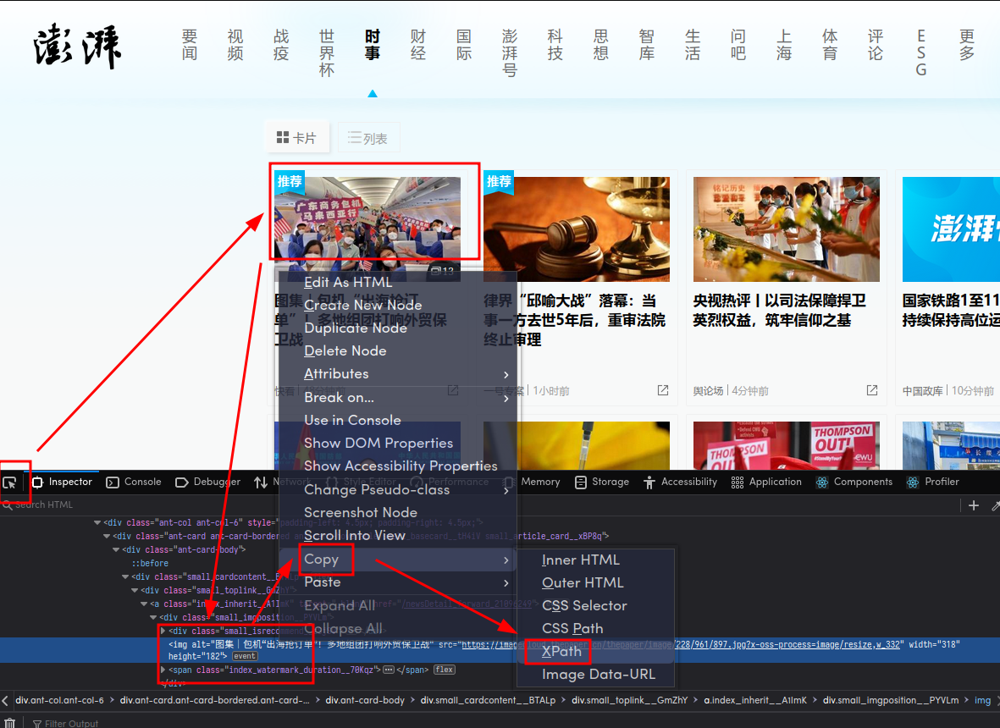 澎湃
要闻
视频
战疫
世界杯
时事
财经
国际
澎湃号
科技
思想
智库
生活
问吧
上海
体育
评论
ESG
更多
卡片
列表
推荐
推荐
广东商务包机
马来西亚行
铭记历史
澎湃
13
图集｜包机“出海抢订
单”！多地组团打响外贸保
卫战
律界“邱喻大战”落幕：当
事一方去世5年后，重审法院
终止审理
央视热评丨以司法保障捍卫
英烈权益，筑牢信仰之基
国家铁路1至11
持续保持高位运
快看
一号专案 1小时前
舆论场 4分钟前
中国政库 10分钟前
THOMPSON
OUT!
THOMPSON
OUT!
Edit As HTML
Create New Node
Duplicate Node
Delete Node
Attributes
Break on...
Use in Console
Show DOM Properties
Show Accessibility Properties
Change Pseudo-class
Screenshot Node
Scroll Into View
Copy
Paste
Expand All
Collapse All
Inner HTML
Outer HTML
CSS Selector
CSS Path
XPath
Image Data-URL
Inspector
Console
Debugger
Network
Style Editor
Performance
Memory
Storage
Accessibility
Application
Components
Profiler
Search HTML
<div class="ant-col ant-col-6" style="padding-left: 4.5px; padding-right: 4.5px;">
<div class="ant-card ant-card-bordered _basecard__tH41V small_article_card__xBP8q">
<div class="ant-card-body">
::before
<div class="small_cardcontent__B
<div class="small_toplink__GmZhY">
<a class="index_inherit__A1lmK" href="/newsDetail_forward_21096249">
<div class="small_imgposition__PYVLm">
<div class="small_isrecommend
<img alt="图集｜包机“出海抢订单”！多地组团打响外贸保卫战" src="https://imagecloud.thepaper.cn/thepaper/image/228/961/897.jpg?x-oss-process=image/resize,w_332" width="318"
height="182"> event
<span class="index_watermark_duration__70Kqz"> ••• </span> flex
</div>
div.ant-col.ant-col-6 > div.ant-card.ant-card-bordered.ant-card-... > div.ant-card-body > div.small_cardcontent__BTALp > div.small_toplink__GmZhY > a.index_inherit__A1lmK > div.small_imgposition__PYVLm > img
Filter Output